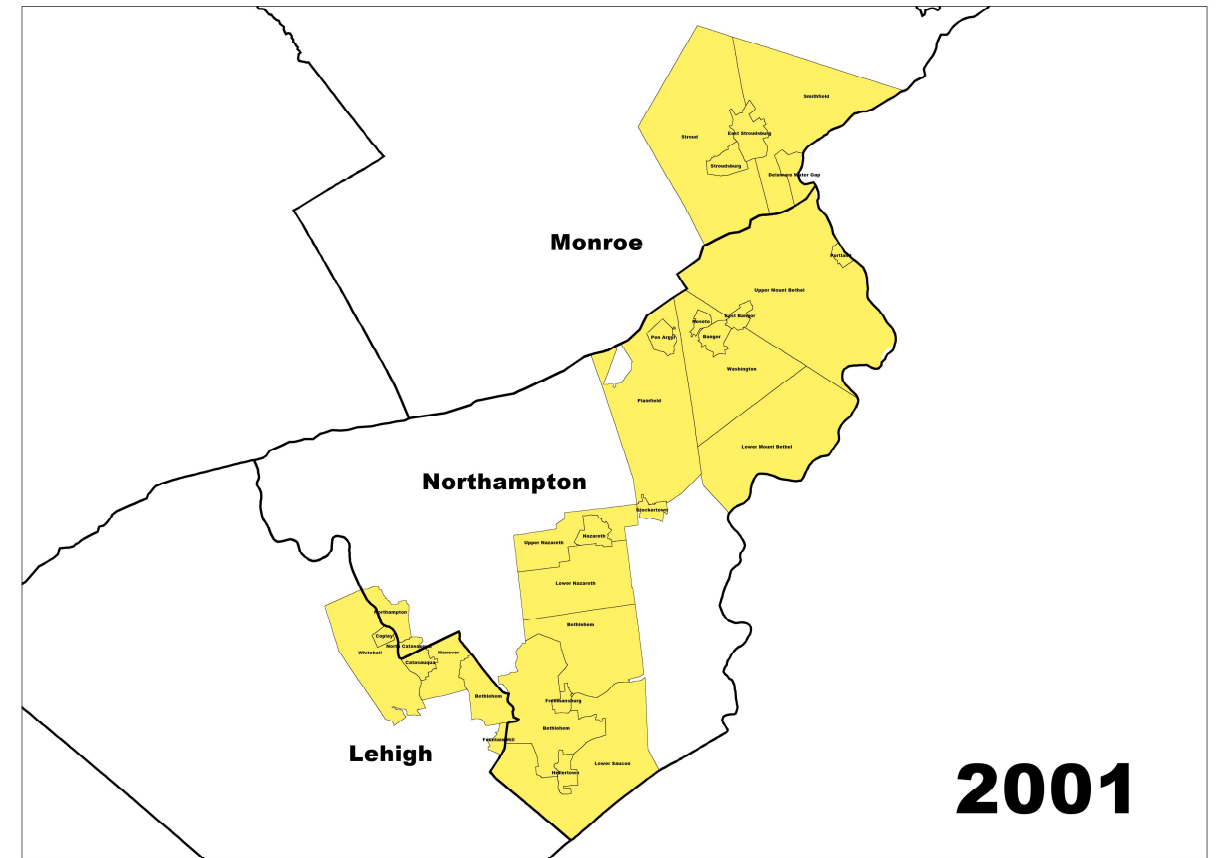 Smithfield
East Stroudsburg
Stroud
Stroudsburg
Delaware Water Gap
Monroe
Portland
Upper Mount Bethel
East Bangor
Roseto
Pen Argyl
Bangor
Washington
Plainfield
Lower Mount Bethel
Northampton
Stockertown
Nazareth
Upper Nazareth
Lower Nazareth
Northampton
Bethlehem
Coplay
North Catasauqua
Whitehall
Hanover
Catasauqua
Bethlehem
Freemansburg
Bethlehem
Fountain Hill
Lehigh
Lower Saucon
Hellertown
2001